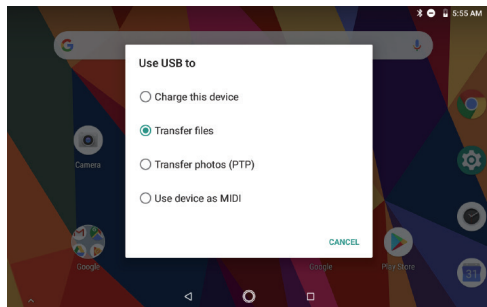 5:55 AM
G
Use USB to
Charge this device
Transfer files
Transfer photos (PTP)
Use device as MIDI
CANCEL
Camera
31
Google
Google
Play Store